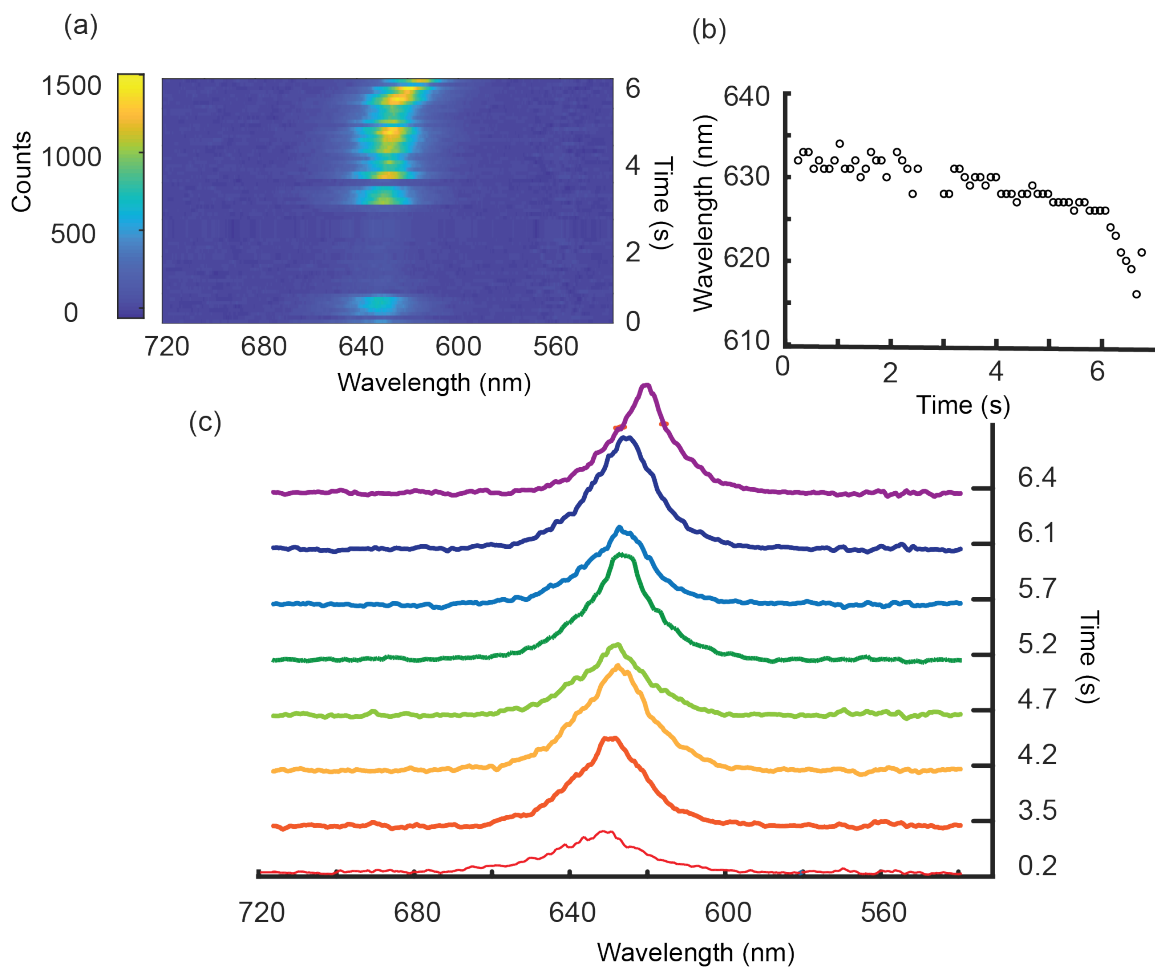 (a)
1500
1000
500
0
Counts
6
4
2
0
Time (s)
720 680 640 600 560
Wavelength (nm)
(b)
640
630
620
610
Wavelength (nm)
0 2 4 6
Time (s)
(c)
6.4
6.1
5.7
5.2
4.7
4.2
3.5
0.2
Time (s)
720 680 640 600 560
Wavelength (nm)